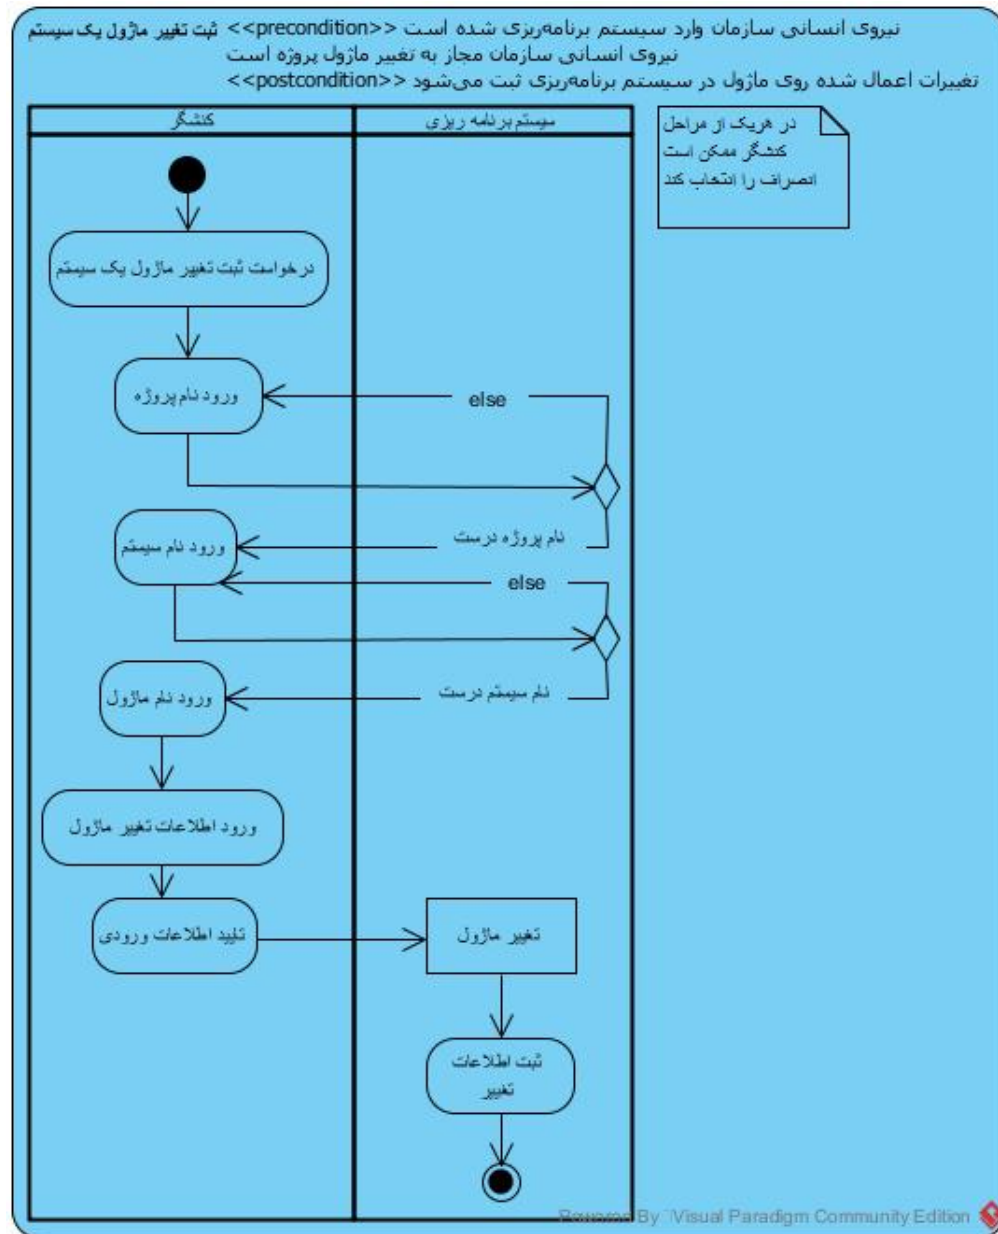 ثبت تغییر ماژول یک سیستم <<precondition>> نیروی انسانی سازمان وارد سیستم برنامه‌ریزی شده است
نیروی انسانی سازمان مجاز به تغییر ماژول پروژه است
<<postcondition>> تغییرات اعمال شده روی ماژول در سیستم برنامه‌ریزی ثبت می‌شود
کنشگر
سیستم برنامه ریزی
در هریک از مراحل
کنشگر ممکن است
انصراف را انتخاب کند
درخواست ثبت تغییر ماژول یک سیستم
ورود نام پروژه
else
نام پروژه درست
ورود نام سیستم
else
نام سیستم درست
ورود نام ماژول
ورود اطلاعات تغییر ماژول
تایید اطلاعات ورودی
تغییر ماژول
ثبت اطلاعات
تغییر
Powered By Visual Paradigm Community Edition